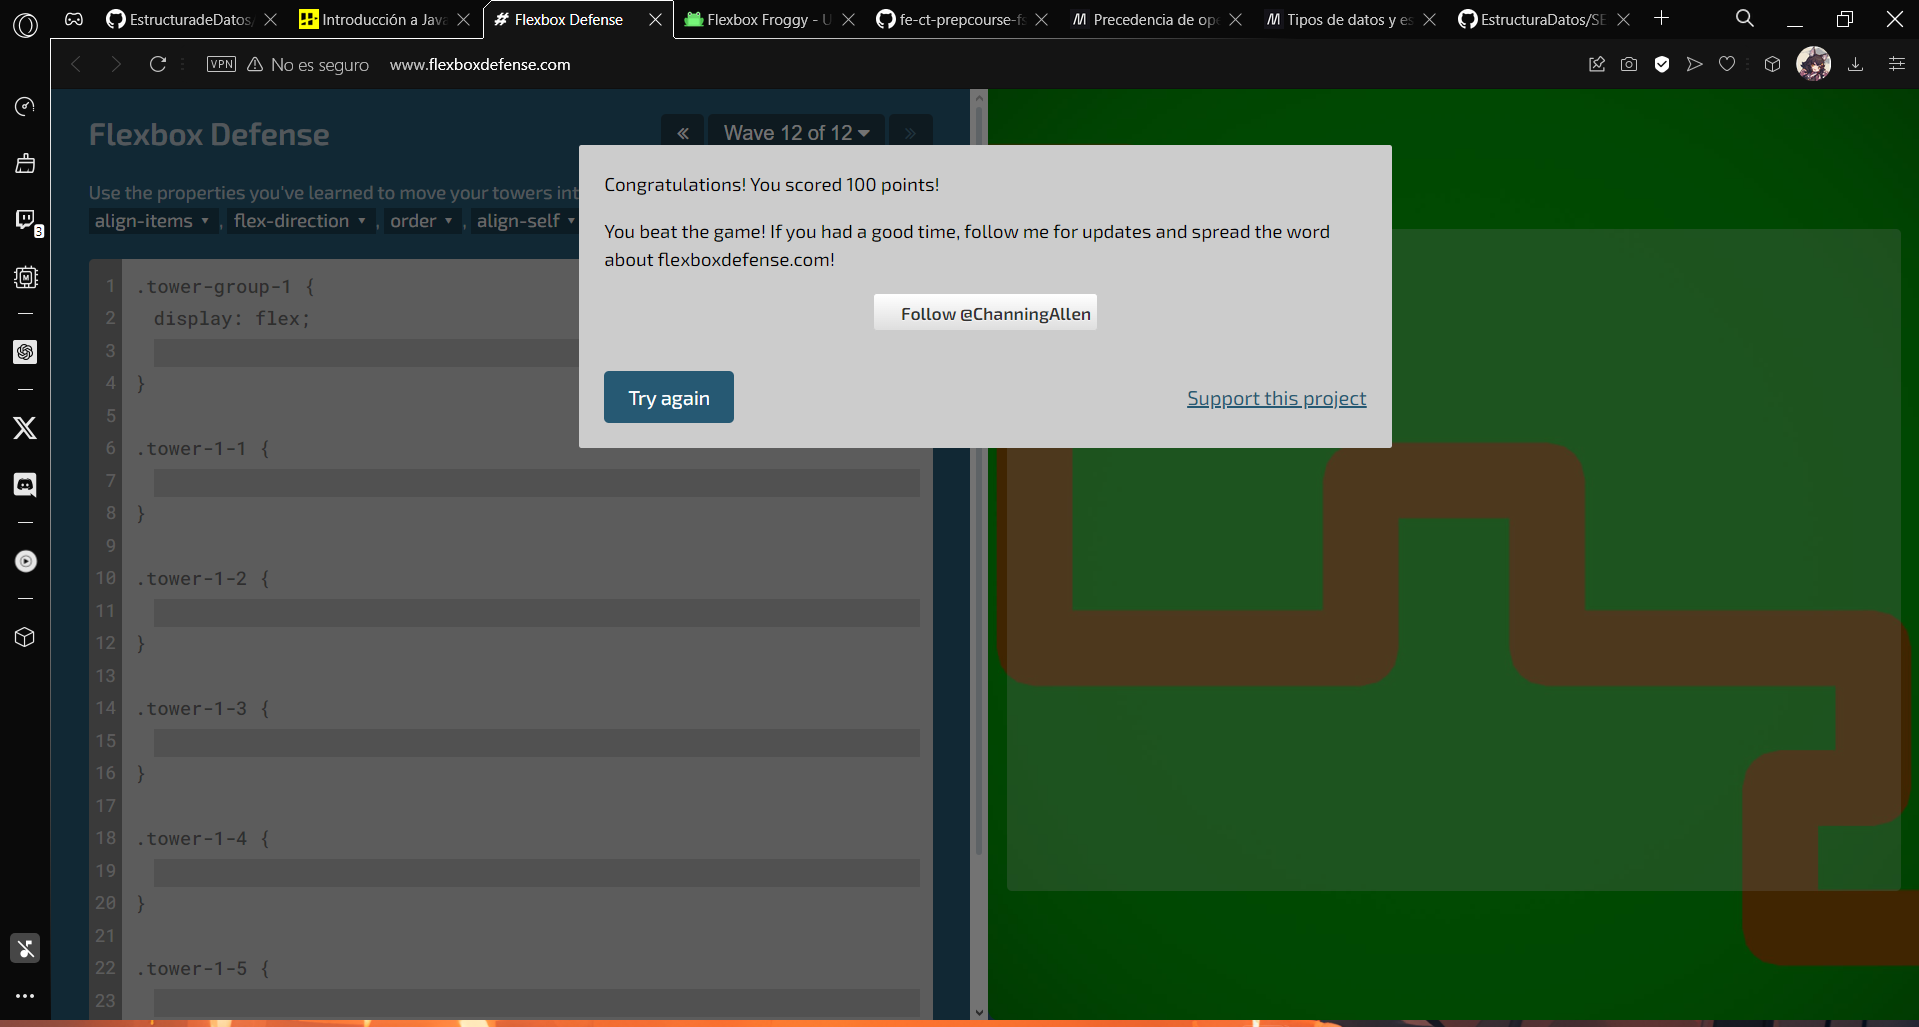 EstructuradeDatos/
Introducción a Java
Flexbox Defense
Flexbox Froggy - U
fe-ct-prepcourse-fs
Precedencia de ope
Tipos de datos y es
EstructuraDatos/SE
VPN
No es seguro
www.flexboxdefense.com
3
Flexbox Defense
« Wave 12 of 12 »
Use the properties you've learned to move your towers int
align-items , flex-direction , order , align-self
Congratulations! You scored 100 points!
You beat the game! If you had a good time, follow me for updates and spread the word
about flexboxdefense.com!
Follow @ChanningAllen
Try again
Support this project
1 .tower-group-1 {
2 display: flex;
3
4 }
5
6 .tower-1-1 {
7
8 }
9
10 .tower-1-2 {
11
12 }
13
14 .tower-1-3 {
15
16 }
17
18 .tower-1-4 {
19
20 }
21
22 .tower-1-5 {
23